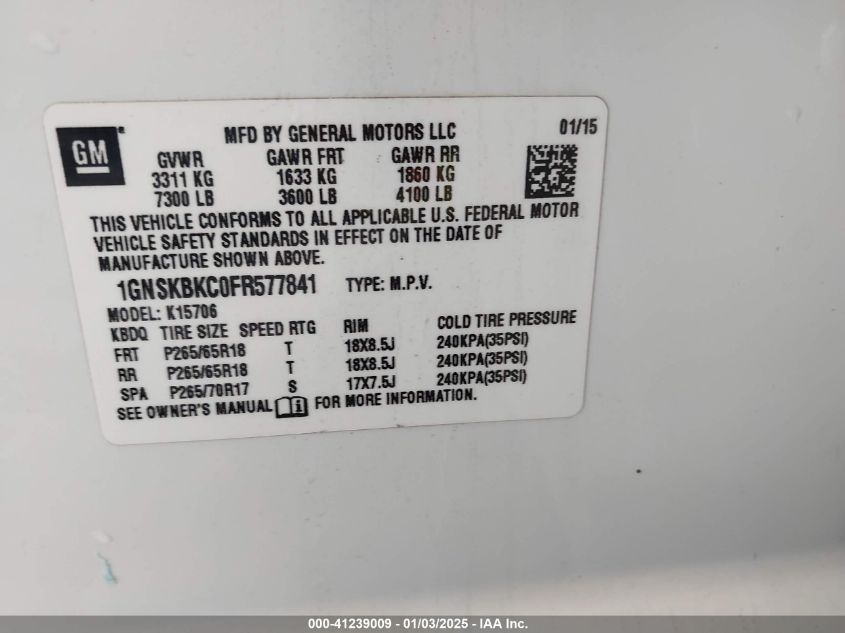 GM
MFD BY GENERAL MOTORS LLC 01/15
GVWR GAWR FRT GAWR RR
3311 KG 1633 KG 1860 KG
7300 LB 3600 LB 4100 LB
THIS VEHICLE CONFORMS TO ALL APPLICABLE U.S. FEDERAL MOTOR
VEHICLE SAFETY STANDARDS IN EFFECT ON THE DATE OF
MANUFACTURE SHOWN ABOVE.
1GNSKBKC0FR577841 TYPE: M.P.V.
MODEL: K15706
KBDQ TIRE SIZE SPEED RTG RIM COLD TIRE PRESSURE
FRT P265/65R18 T 18X8.5J 240KPA(35PSI)
RR P265/65R18 T 18X8.5J 240KPA(35PSI)
SPA P265/70R17 S 17X7.5J 240KPA(35PSI)
SEE OWNER'S MANUAL i FOR MORE INFORMATION.
000-41239009 - 01/03/2025 - IAA Inc.